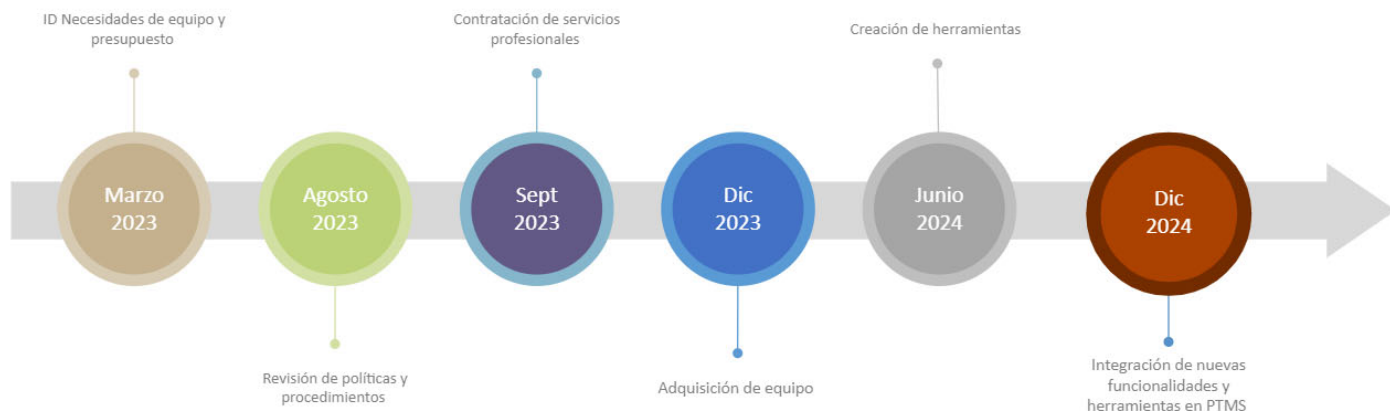 ID Necesidades de equipo y
presupuesto
Contratación de servicios
profesionales
Creación de herramientas
Marzo
2023
Agosto
2023
Sept
2023
Dic
2023
Junio
2024
Dic
2024
Revisión de políticas y
procedimientos
Adquisición de equipo
Integración de nuevas
funcionalidades y
herramientas en PTMS